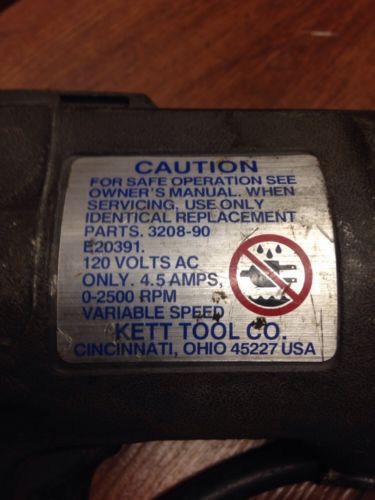 CAUTION
FOR SAFE OPERATION SEE
OWNER'S MANUAL. WHEN
SERVICING, USE ONLY
IDENTICAL REPLACEMENT
PARTS. 3208-90
E20391.
120 VOLTS AC
ONLY. 4.5 AMPS,
0-2500 RPM
VARIABLE SPEED
KETT TOOL CO.
CINCINNATI, OHIO 45227 USA